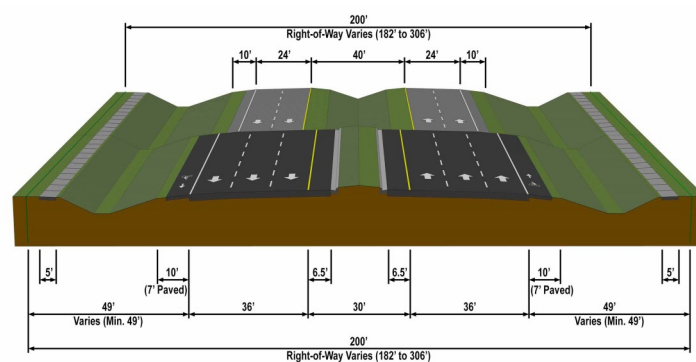 200'
Right-of-Way Varies (182' to 306')
10' 24' 40' 24' 10'
5' 10' 6.5' 6.5' 10' 5'
(7' Paved) (7' Paved)
49' 36' 30' 36' 49'
Varies (Min. 49') Varies (Min. 49')
200'
Right-of-Way Varies (182' to 306')